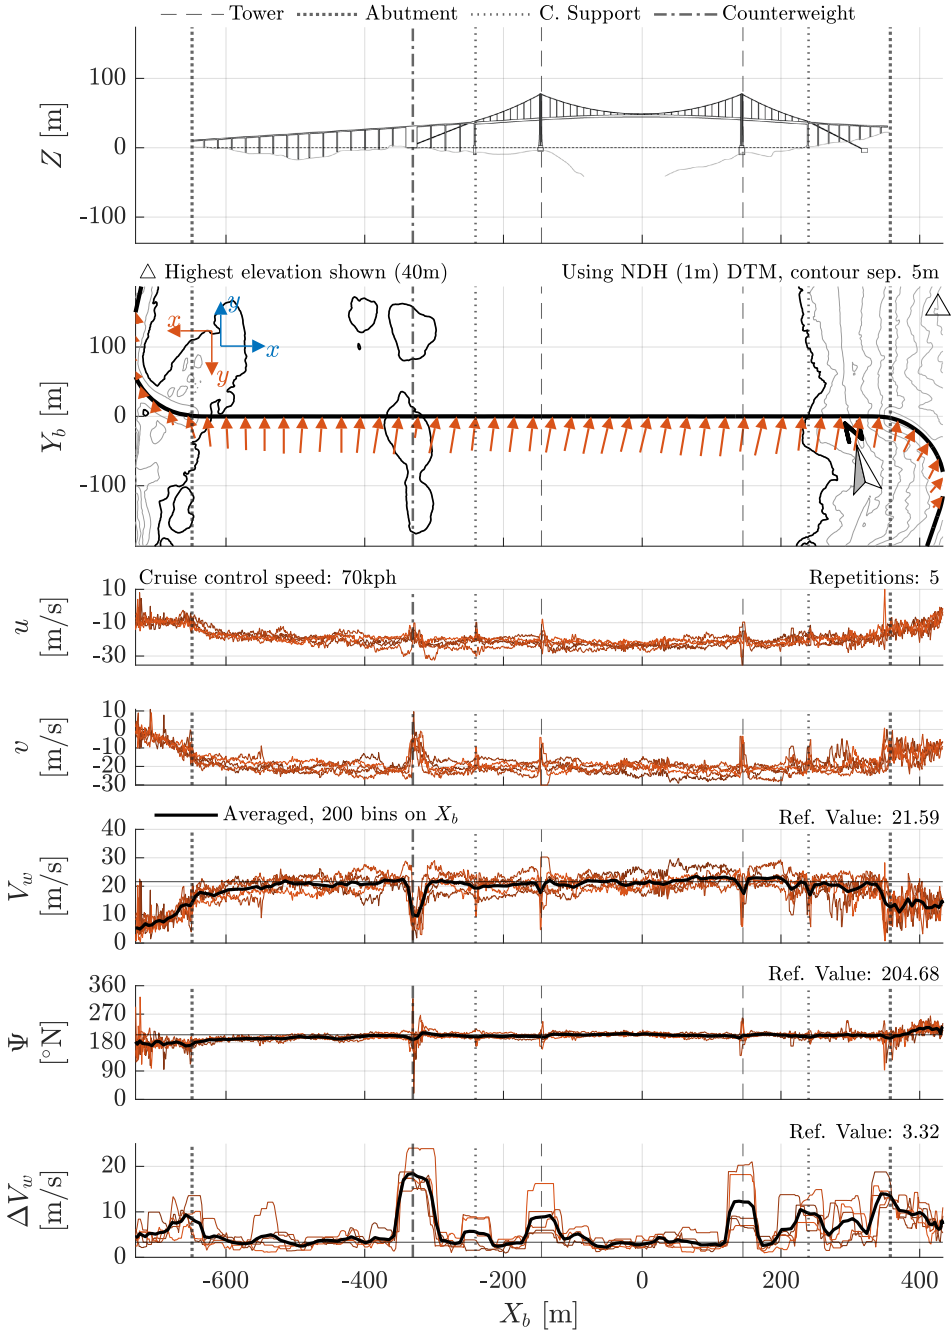 Tower Abutment C. Support Counterweight
Z [m]
100
0
-100
△ Highest elevation shown (40m) Using NDH (1m) DTM, contour sep. 5m
Y_b [m]
100
0
-100
x
y
y
x
N
Cruise control speed: 70kph Repetitions: 5
u [m/s]
10
-10
-30
v [m/s]
10
0
-10
-20
-30
Averaged, 200 bins on X_b Ref. Value: 21.59
V_w [m/s]
40
30
20
10
0
Ref. Value: 204.68
Ψ [°N]
360
270
180
90
0
Ref. Value: 3.32
ΔV_w [m/s]
20
10
0
-600 -400 -200 0 200 400
X_b [m]